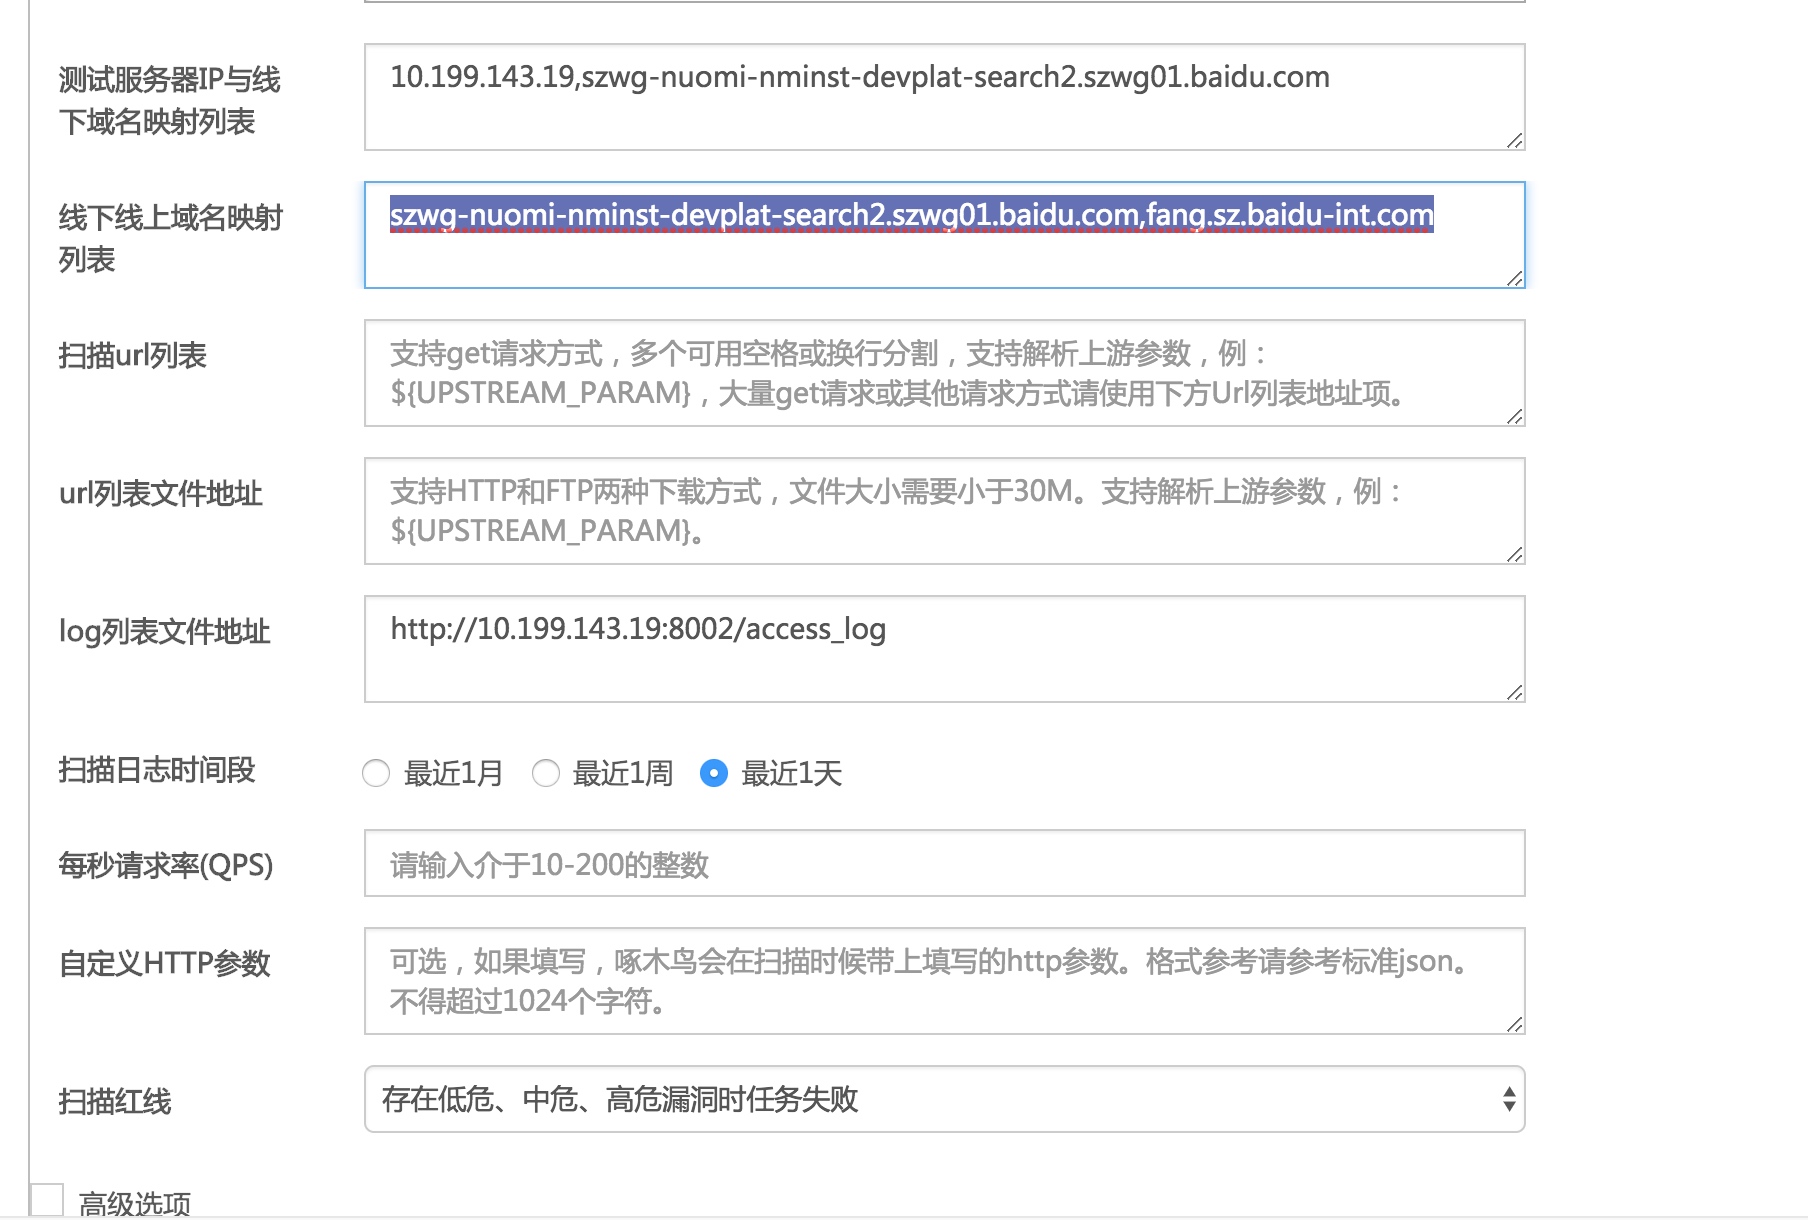 测试服务器IP与线
下域名映射列表
10.199.143.19,szwg-nuomi-nminst-devplat-search2.szwg01.baidu.com
线下线上域名映射
列表
szwg-nuomi-nminst-devplat-search2.szwg01.baidu.com,fang.sz.baidu-int.com
扫描url列表
支持get请求方式，多个可用空格或换行分割，支持解析上游参数，例：
${UPSTREAM_PARAM}，大量get请求或其他请求方式请使用下方Url列表地址项。
url列表文件地址
支持HTTP和FTP两种下载方式，文件大小需要小于30M。支持解析上游参数，例：
${UPSTREAM_PARAM}。
log列表文件地址
http://10.199.143.19:8002/access_log
扫描日志时间段
最近1月 最近1周 最近1天
每秒请求率(QPS)
请输入介于10-200的整数
自定义HTTP参数
可选，如果填写，啄木鸟会在扫描时候带上填写的http参数。格式参考请参考标准json。
不得超过1024个字符。
扫描红线
存在低危、中危、高危漏洞时任务失败
高级选项